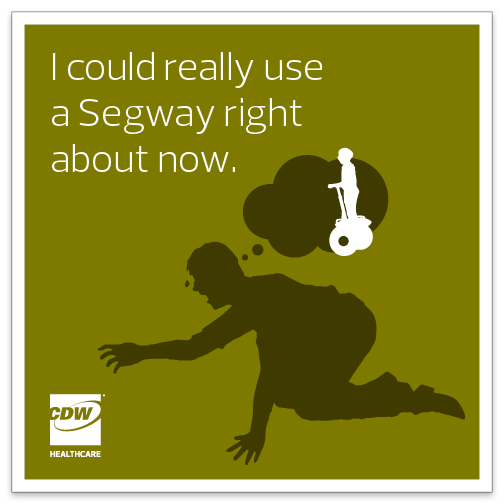 I could really use
a Segway right
about now.
CDW
HEALTHCARE